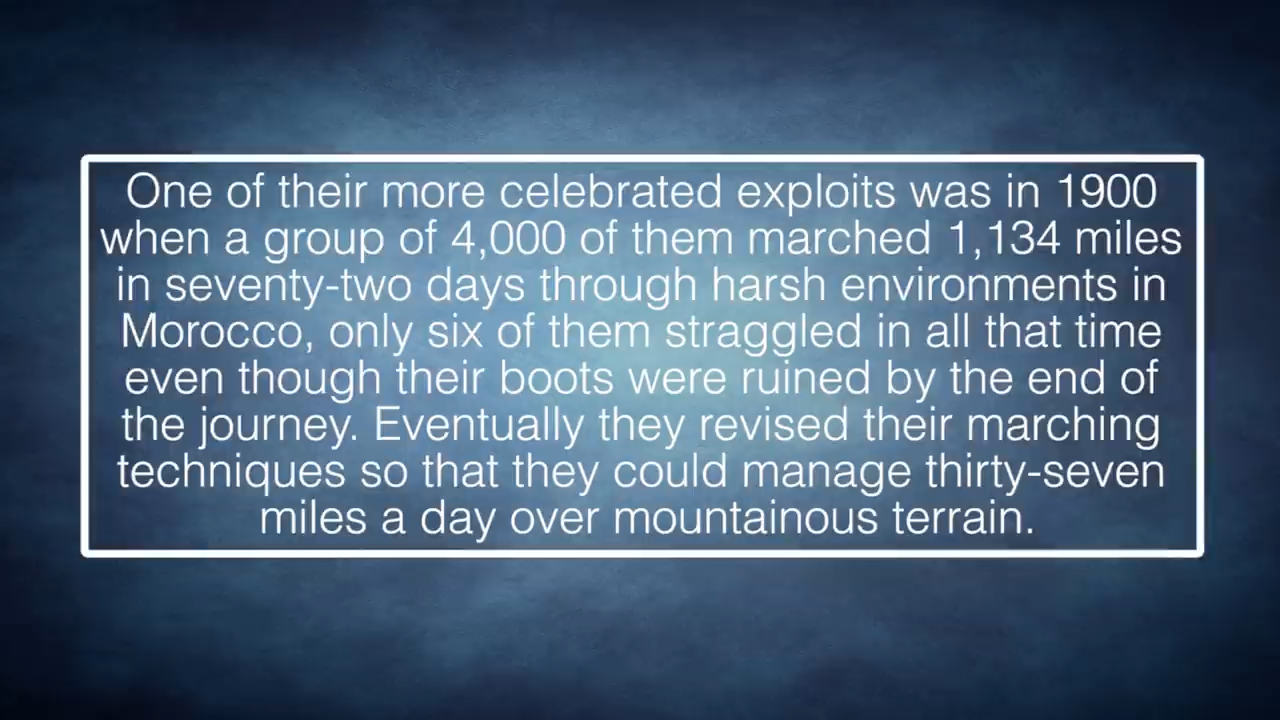 One of their more celebrated exploits was in 1900
when a group of 4,000 of them marched 1,134 miles
in seventy-two days through harsh environments in
Morocco, only six of them straggled in all that time
even though their boots were ruined by the end of
the journey. Eventually they revised their marching
techniques so that they could manage thirty-seven
miles a day over mountainous terrain.